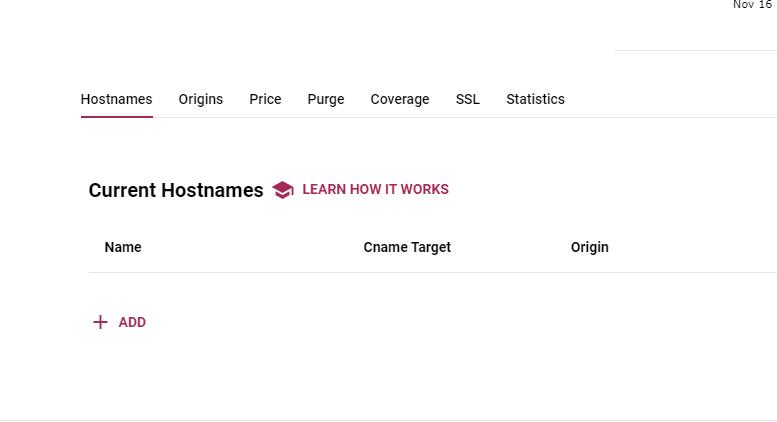 Nov 16
Hostnames Origins Price Purge Coverage SSL Statistics
Current Hostnames LEARN HOW IT WORKS
Name Cname Target Origin
+ ADD